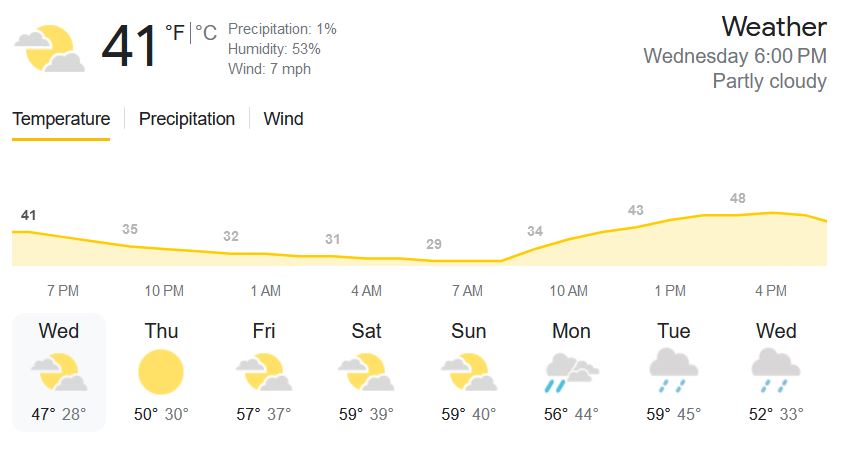 41 °F | °C
Precipitation: 1%
Humidity: 53%
Wind: 7 mph
Weather
Wednesday 6:00 PM
Partly cloudy
Temperature
Precipitation
Wind
41 35 32 31 29 34 43 48
7 PM 10 PM 1 AM 4 AM 7 AM 10 AM 1 PM 4 PM
Wed Thu Fri Sat Sun Mon Tue Wed
47° 28° 50° 30° 57° 37° 59° 39° 59° 40° 56° 44° 59° 45° 52° 33°